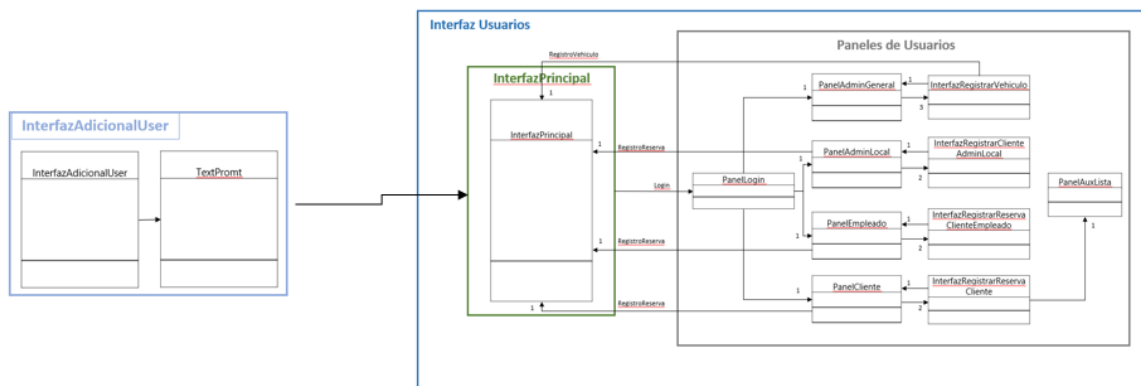 Interfaz Usuarios
Paneles de Usuarios
RegistroVehiculo
InterfazPrincipal
1
InterfazPrincipal
PanelAdminGeneral
1
1
InterfazRegistrarVehiculo
3
InterfazAdicionalUser
InterfazAdicionalUser
TextPromt
RegistroReserva
1
PanelAdminLocal
1
1
InterfazRegistrarCliente
AdminLocal
2
Login
PanelLogin
PanelAuxLista
1
RegistroReserva
1
PanelEmpleado
1
1
InterfazRegistrarReserva
ClienteEmpleado
2
RegistroReserva
1
PanelCliente
1
1
InterfazRegistrarReserva
Cliente
2